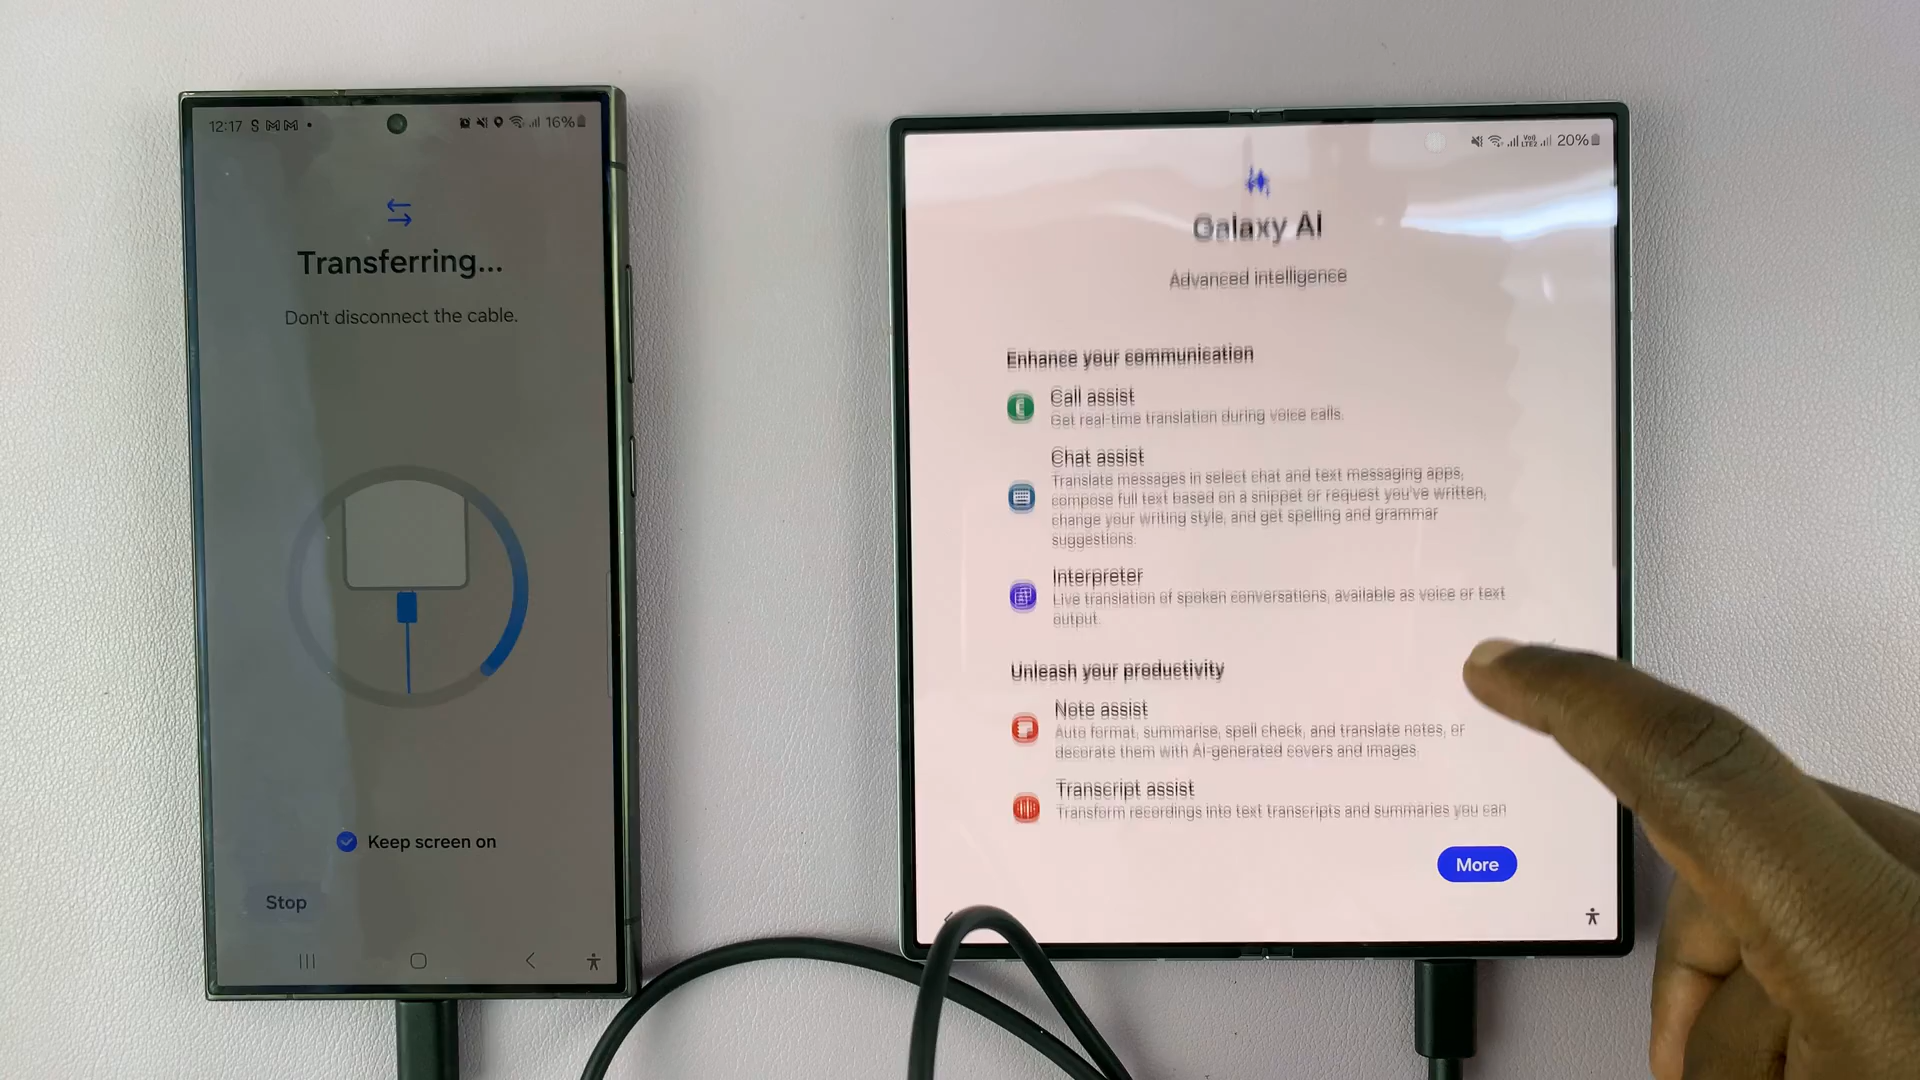 12:17 S M M •
16%
Transferring...
Don't disconnect the cable.
Keep screen on
Stop
20%
Galaxy AI
Advanced intelligence
Enhance your communication
Call assist
Get real-time translation during voice calls.
Chat assist
Translate messages in select chat and text messaging apps,
compose full text based on a snippet or request you've written,
change your writing style, and get spelling and grammar
suggestions.
Interpreter
Live translation of spoken conversations, available as voice or text
output.
Unleash your productivity
Note assist
Auto format, summarise, spell check, and translate notes, or
decorate them with AI-generated covers and images
Transcript assist
Transform recordings into text transcripts and summaries you can
More